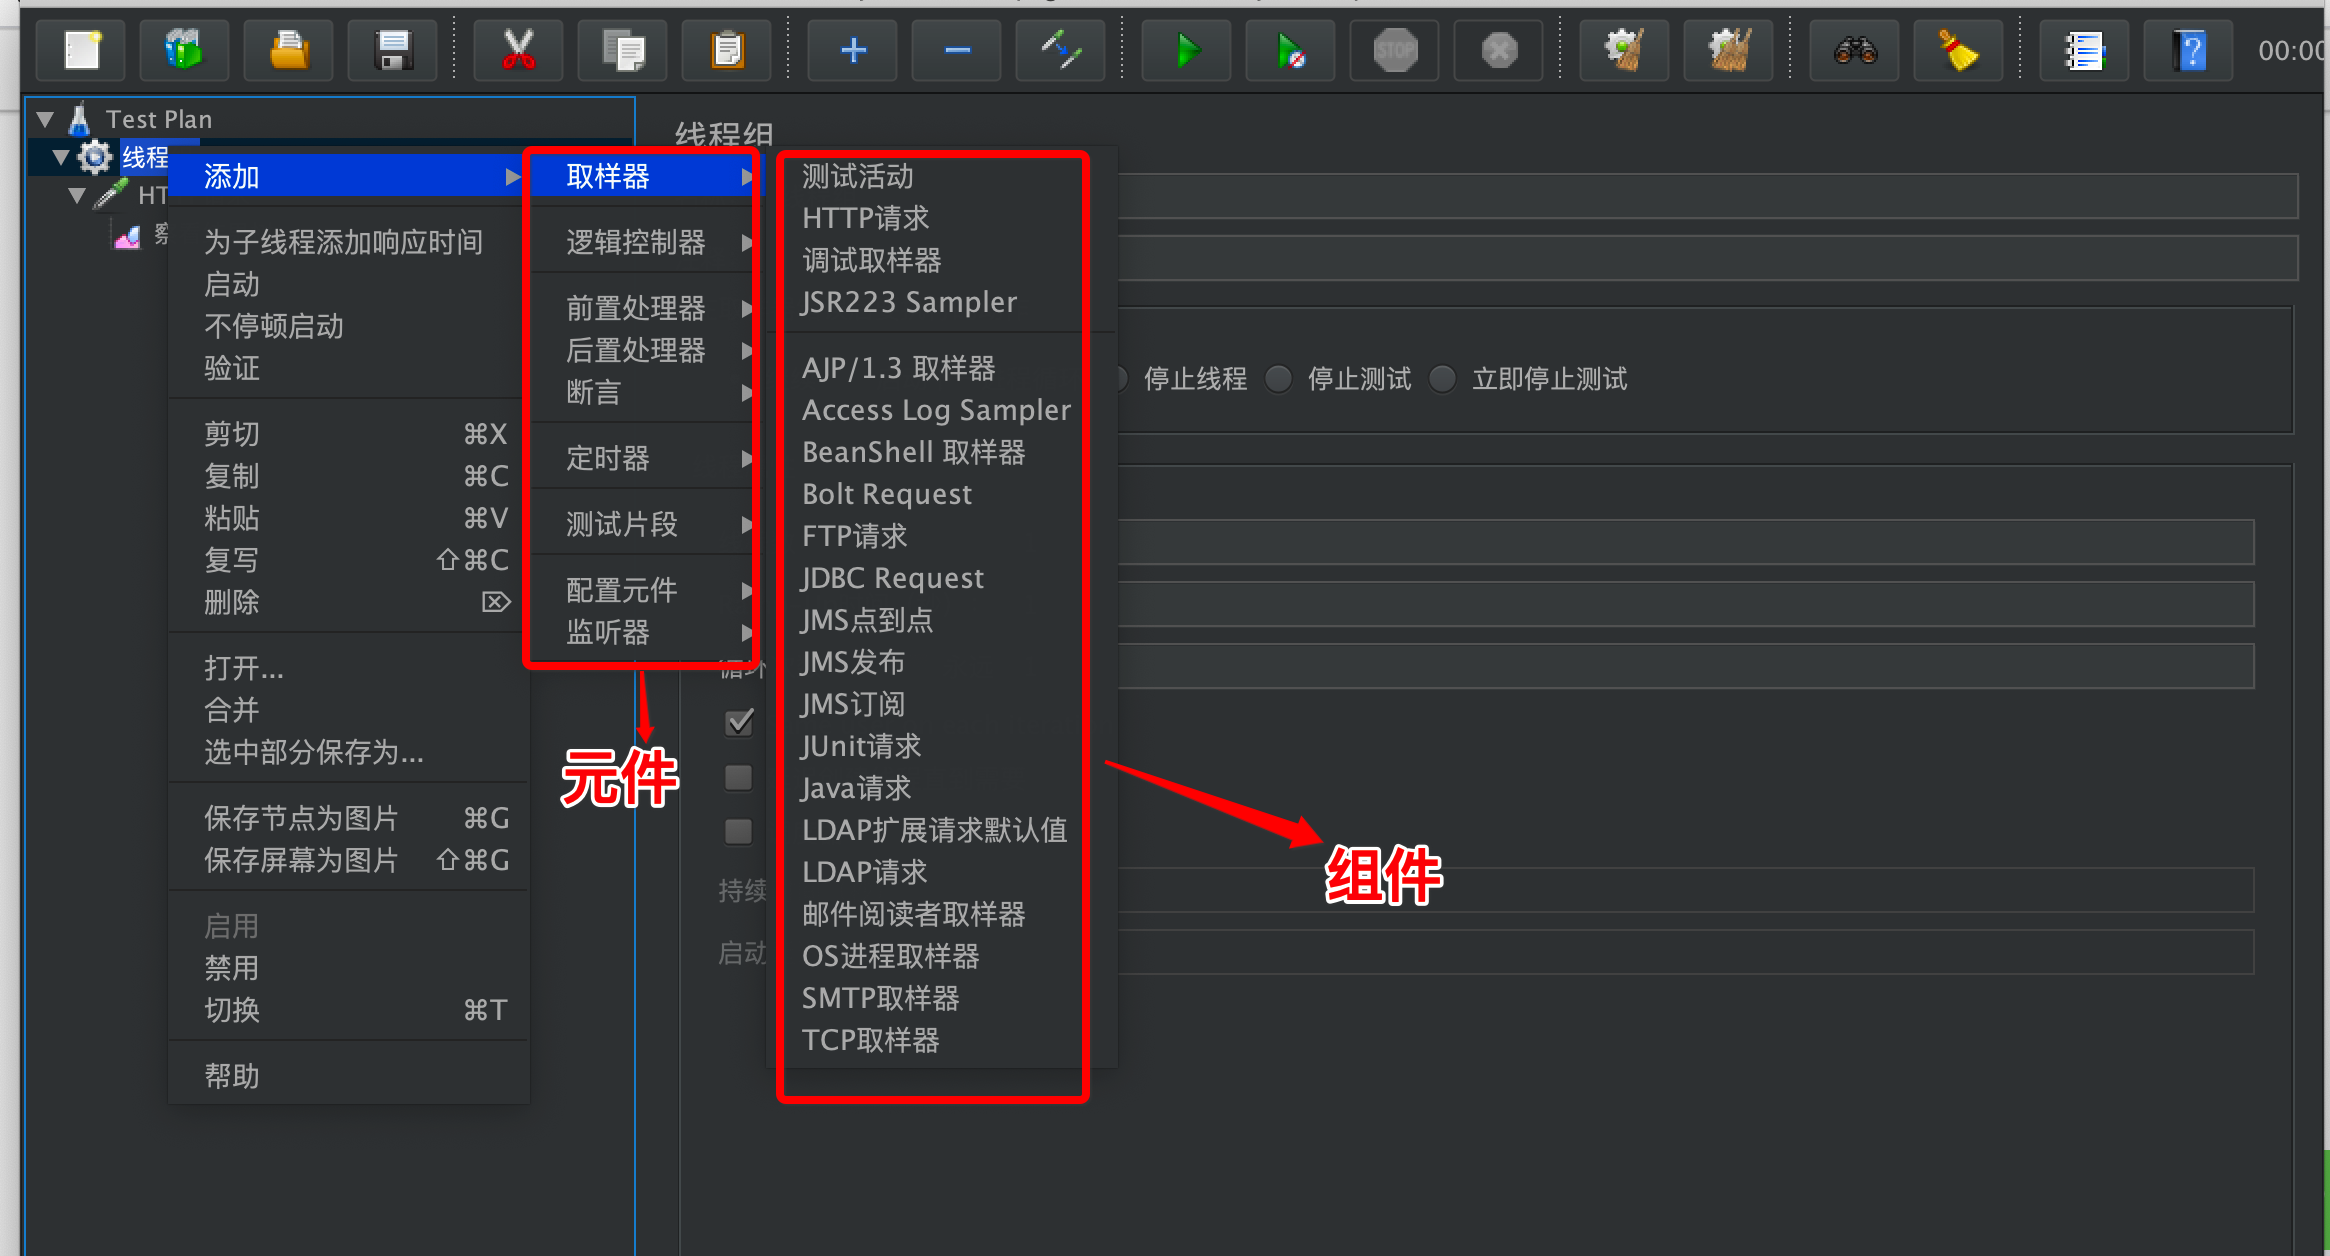 STOP
00:00
Test Plan
线程
HT
线程组
添加
为子线程添加响应时间
启动
不停顿启动
验证
剪切 ⌘X
复制 ⌘C
粘贴 ⌘V
复写 ⇧⌘C
删除 ⌦
打开...
合并
选中部分保存为...
保存节点为图片 ⌘G
保存屏幕为图片 ⇧⌘G
启用
禁用
切换 ⌘T
帮助
取样器
逻辑控制器
前置处理器
后置处理器
断言
定时器
测试片段
配置元件
监听器
元件
测试活动
HTTP请求
调试取样器
JSR223 Sampler
AJP/1.3 取样器
Access Log Sampler
BeanShell 取样器
Bolt Request
FTP请求
JDBC Request
JMS点到点
JMS发布
JMS订阅
JUnit请求
Java请求
LDAP扩展请求默认值
LDAP请求
邮件阅读者取样器
OS进程取样器
SMTP取样器
TCP取样器
组件
停止线程 停止测试 立即停止测试
循环
持续
启动